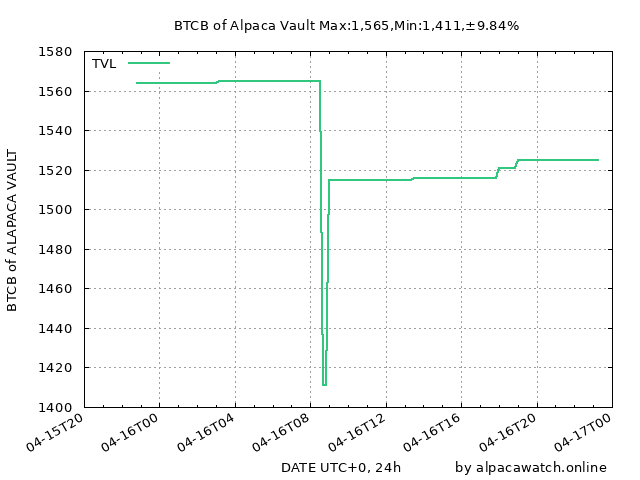 BTCB of Alpaca Vault Max:1,565,Min:1,411,±9.84%
BTCB of ALAPACA VAULT
TVL
1580
1560
1540
1520
1500
1480
1460
1440
1420
1400
04-15T20
04-16T00
04-16T04
04-16T08
04-16T12
04-16T16
04-16T20
04-17T00
DATE UTC+0, 24h
by alpacawatch.online